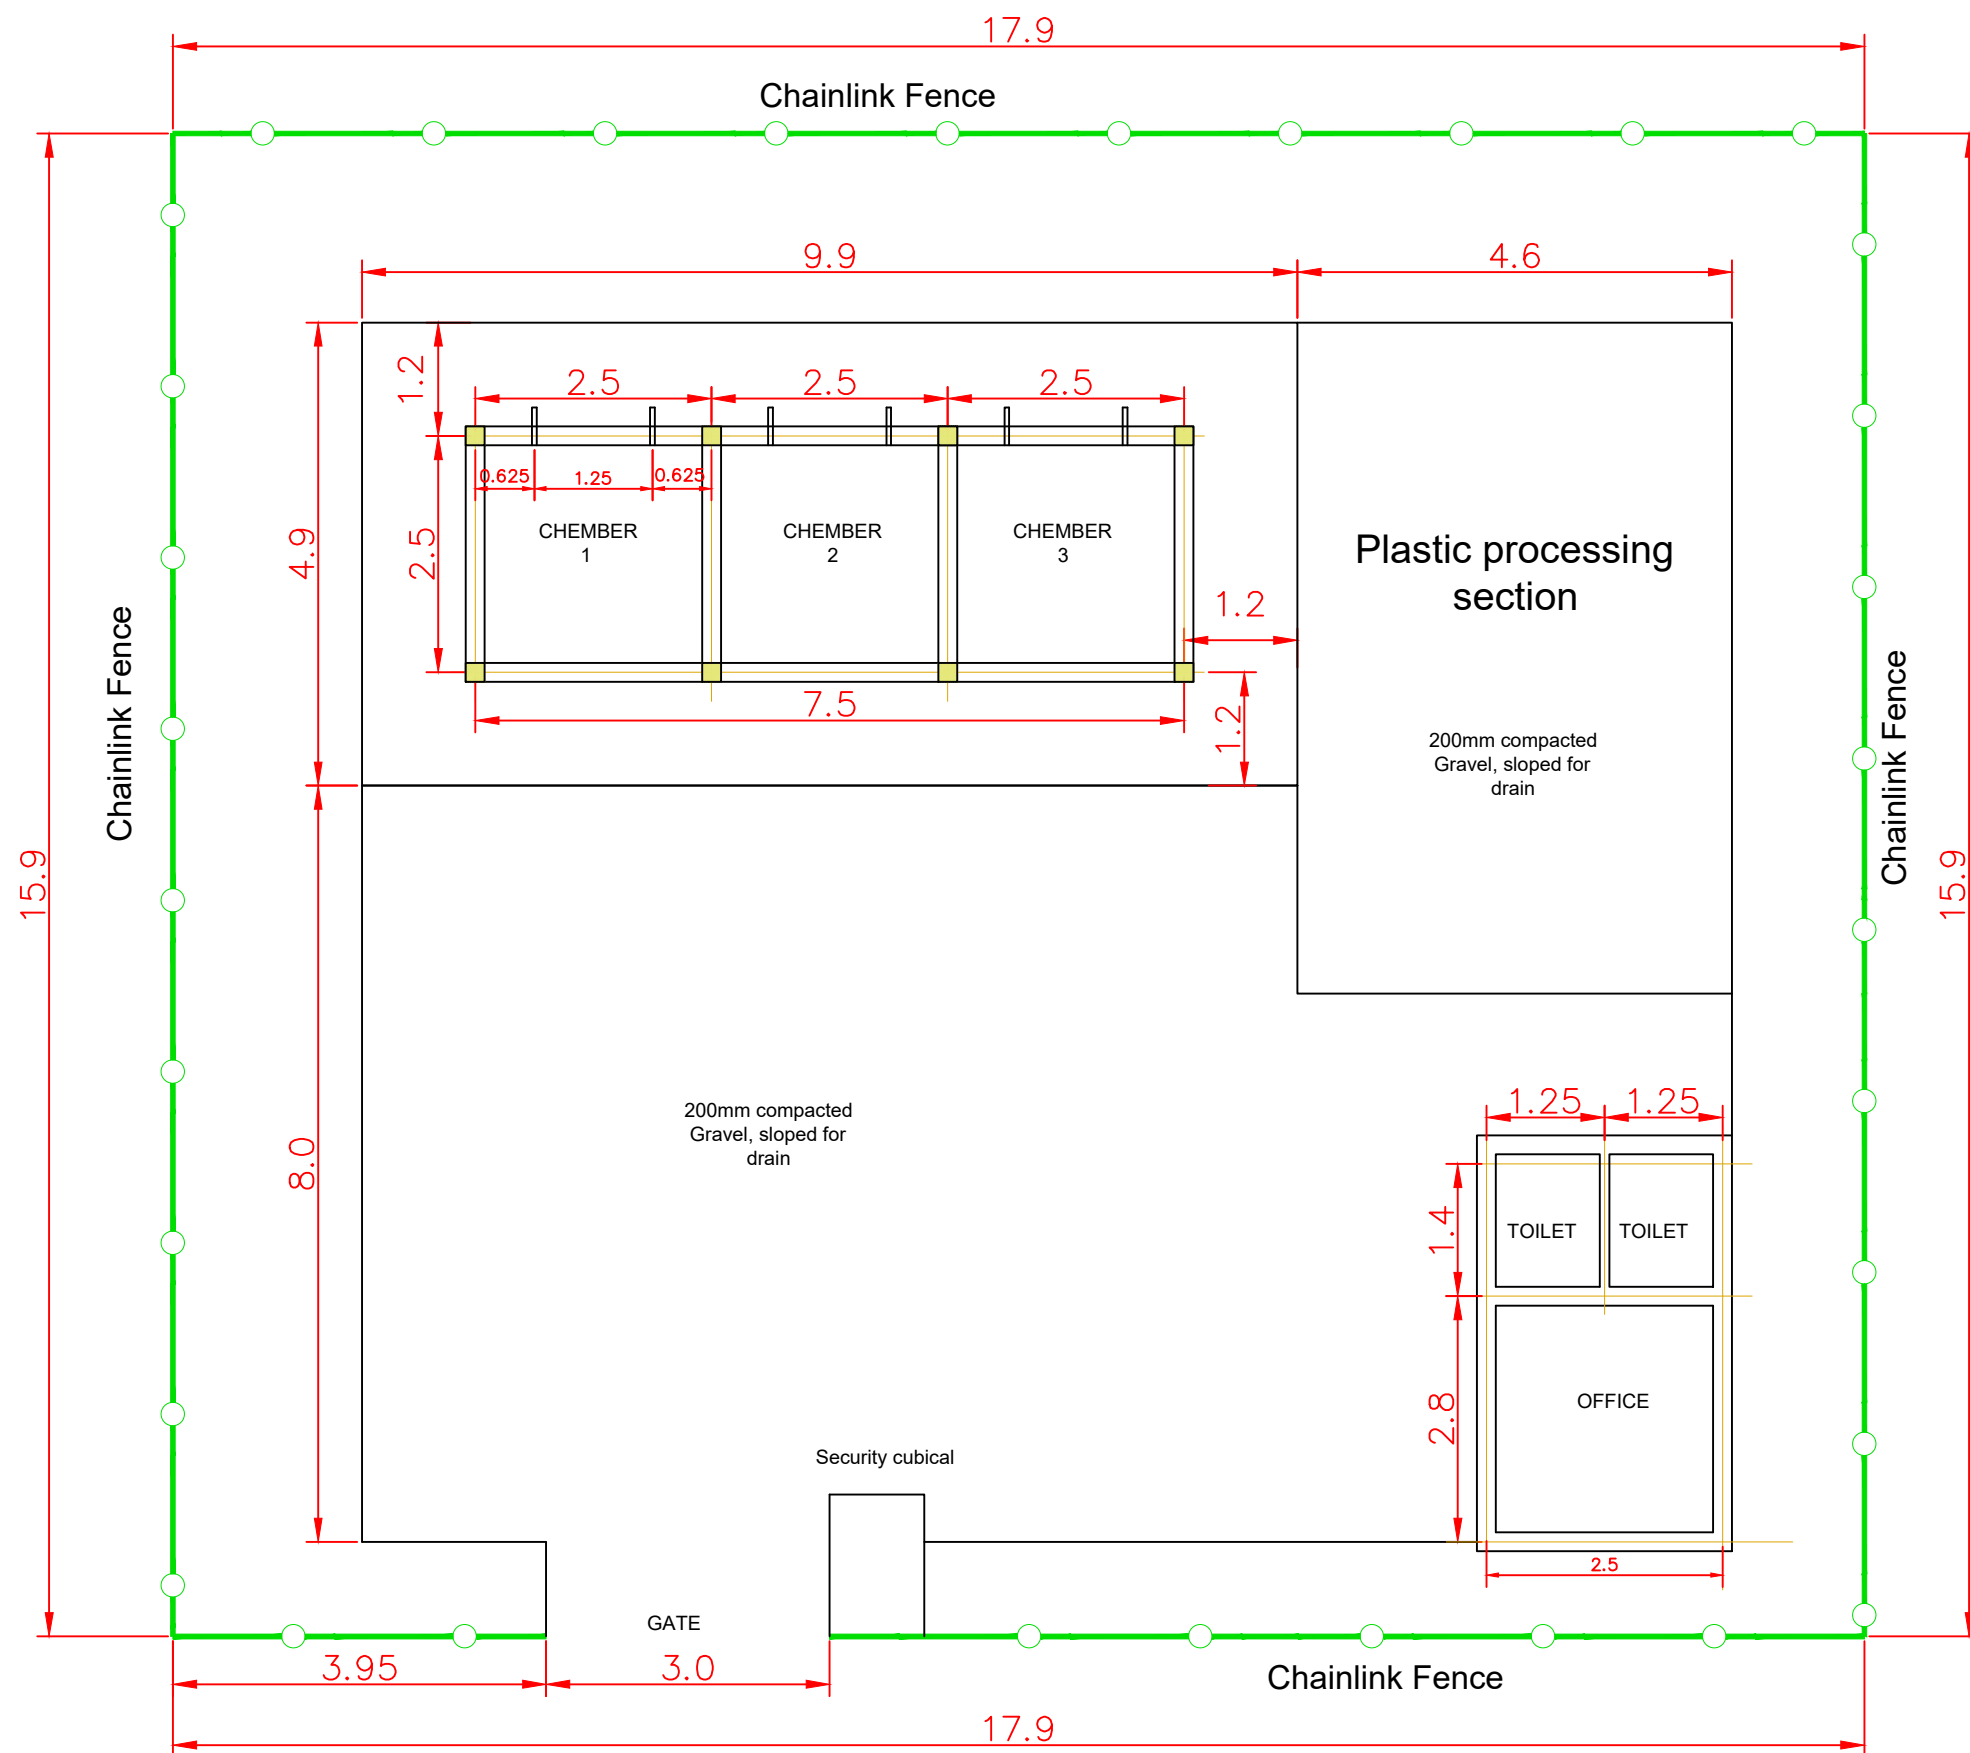 17.9
Chainlink Fence
9.9
4.6
1.2
2.5
2.5
2.5
0.625
1.25
0.625
4.9
2.5
CHEMBER
1
CHEMBER
2
CHEMBER
3
Plastic processing
section
1.2
Chainlink Fence
7.5
1.2
200mm compacted
Gravel, sloped for
drain
Chainlink Fence
15.9
15.9
8.0
200mm compacted
Gravel, sloped for
drain
1.25
1.25
1.4
TOILET
TOILET
2.8
OFFICE
Security cubical
2.5
GATE
3.95
3.0
Chainlink Fence
17.9